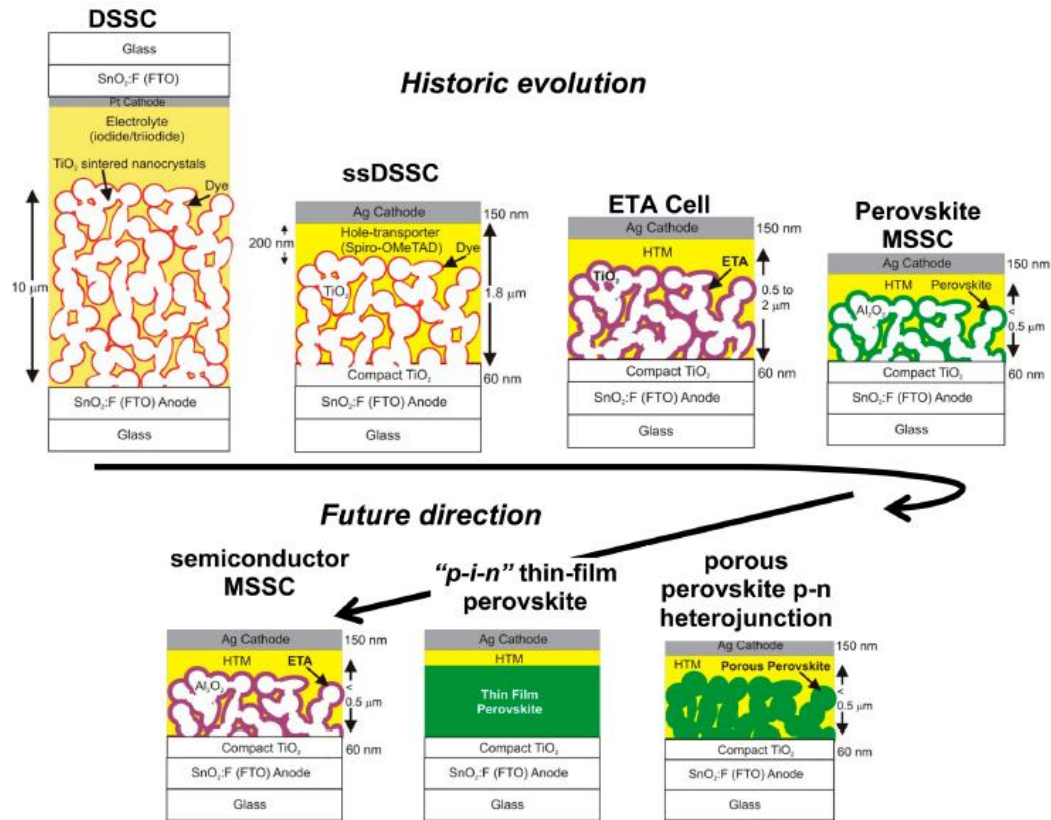 DSSC
Glass
SnO₂:F (FTO)
Pt Cathode
Electrolyte
(iodide/triiodide)
TiO₂ sintered nanocrystals
Dye
10 μm
SnO₂:F (FTO) Anode
Glass
Historic evolution
ssDSSC
Ag Cathode
150 nm
200 nm
Hole-transporter
(Spiro-OMeTAD)
Dye
TiO₂
1.8 μm
Compact TiO₂
60 nm
SnO₂:F (FTO) Anode
Glass
ETA Cell
Ag Cathode
150 nm
HTM
TiO₂
ETA
0.5 to
2 μm
Compact TiO₂
60 nm
SnO₂:F (FTO) Anode
Glass
Perovskite
MSSC
Ag Cathode
150 nm
HTM
Perovskite
Al₂O₃
<
0.5 μm
Compact TiO₂
60 nm
SnO₂:F (FTO) Anode
Glass
Future direction
semiconductor
MSSC
Ag Cathode
150 nm
HTM
ETA
Al₂O₃
<
0.5 μm
Compact TiO₂
60 nm
SnO₂:F (FTO) Anode
Glass
"p-i-n" thin-film
perovskite
Ag Cathode
HTM
Thin Film
Perovskite
Compact TiO₂
SnO₂:F (FTO) Anode
Glass
porous
perovskite p-n
heterojunction
Ag Cathode
150 nm
HTM
Porous Perovskite
<
0.5 μm
Compact TiO₂
60 nm
SnO₂:F (FTO) Anode
Glass